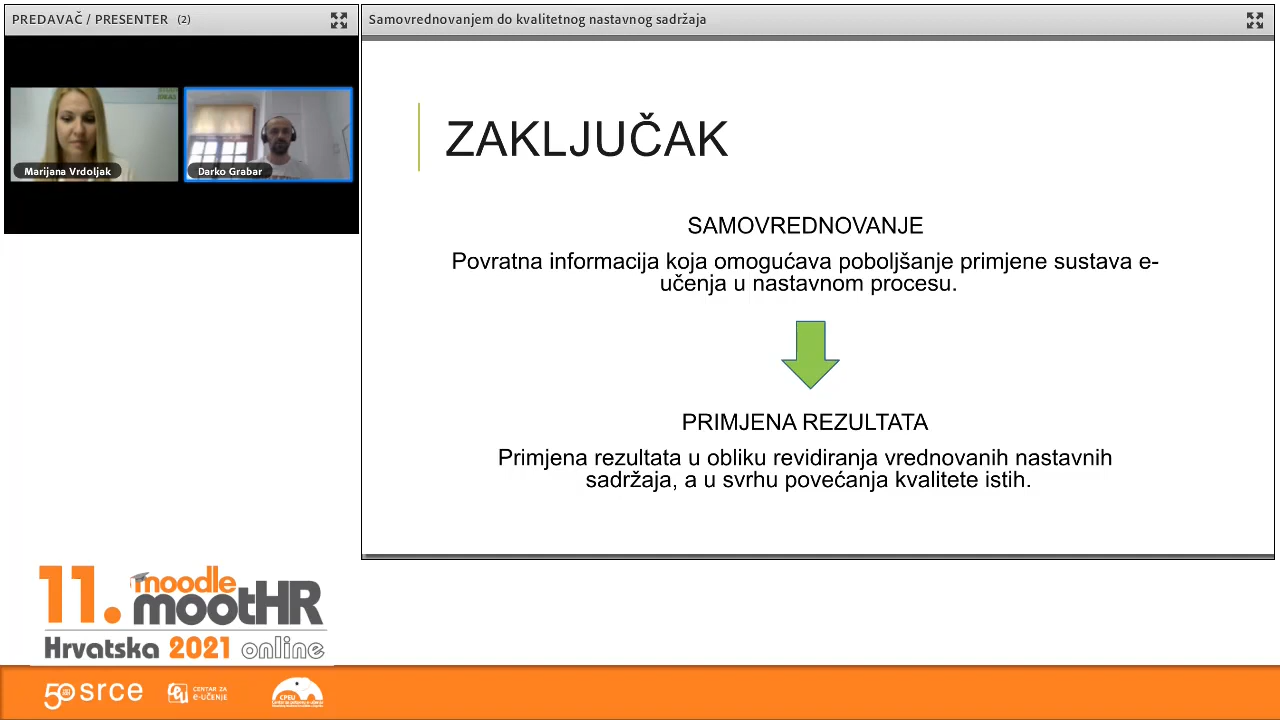 PREDAVAČ / PRESENTER (2)
Marijana Vrdoljak
Darko Grabar
Samovrednovanjem do kvalitetnog nastavnog sadržaja
ZAKLJUČAK
SAMOVREDNOVANJE
Povratna informacija koja omogućava poboljšanje primjene sustava e-
učenja u nastavnom procesu.
PRIMJENA REZULTATA
Primjena rezultata u obliku revidiranja vrednovanih nastavnih
sadržaja, a u svrhu povećanja kvalitete istih.
11. moodle
mootHR
Hrvatska 2021 online
50 srce
CENTAR ZA
e-UČENJE
CPEU